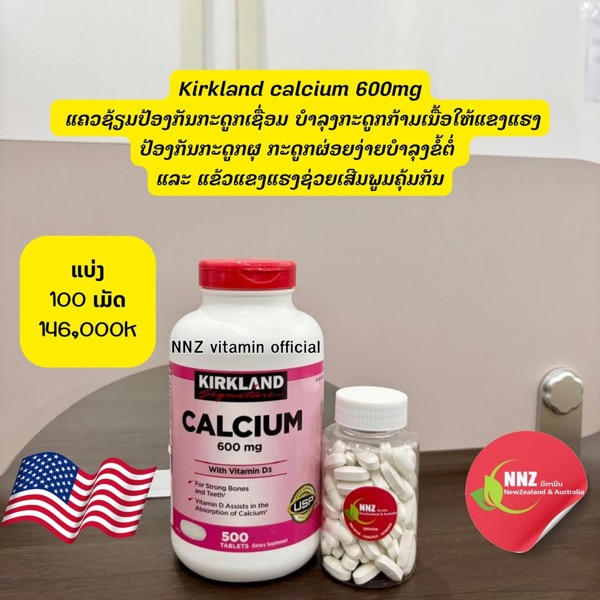 Kirkland calcium 600mg
ແຄວຊ້ຽມປ້ອງກັນກະດູກເຊື່ອມ ບຳລຸງກະດູກກ້າມເນື້ອໃຫ້ແຂງແຮງ
ປ້ອງກັນກະດູກຜຸ ກະດູກຜ່ອຍງ່າຍບຳລຸງຂໍ້ຕໍ່
ແລະ ແຂ້ວແຂງແຮງຊ່ວຍເສີມພູມຄຸ້ມກັນ
ແບ່ງ
100 ເມັດ
146,000K
NNZ vitamin official
KIRKLAND
Signature
CALCIUM
600 mg
With Vitamin D3
For Strong Bones
and Teeth†
Vitamin D Assists in the
Absorption of Calcium†
USP
500
TABLETS Dietary Supplement
NNZ
NNZ
NewZealand & Australia